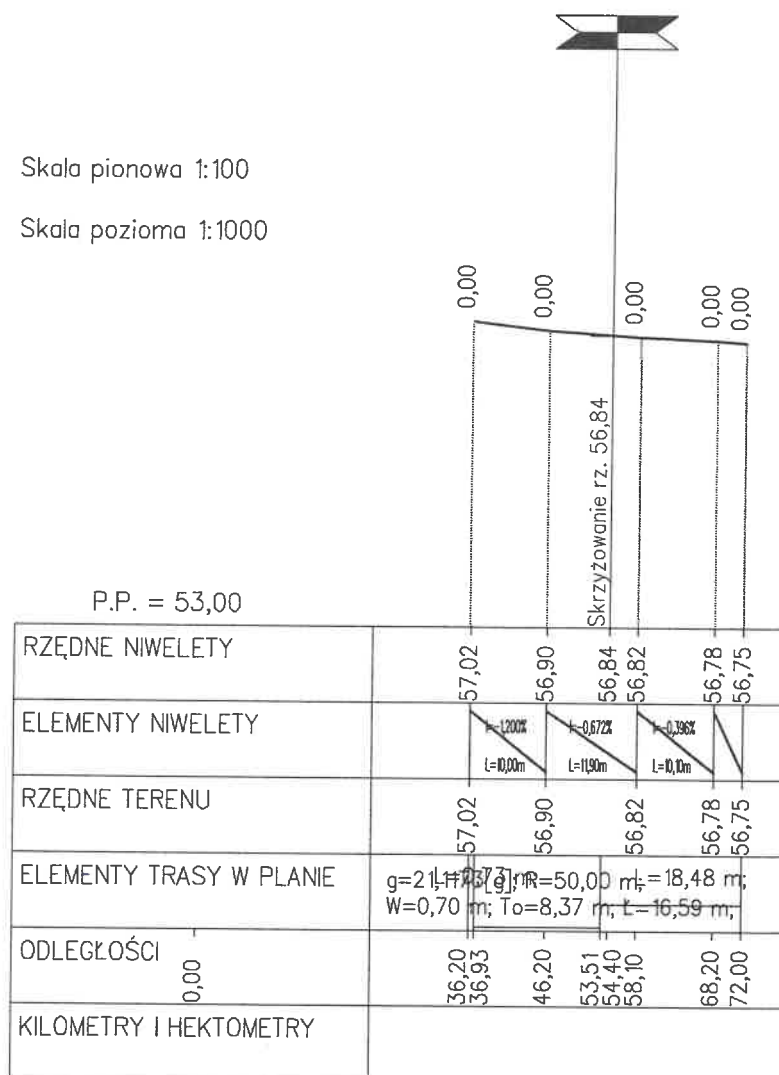 Skala pionowa 1:100
Skala pozioma 1:1000
0,00
0,00
0,00
0,00
0,00
Skrzyżowanie rz. 56,84
P.P. = 53,00
RZĘDNE NIWELETY
57,02
56,90
56,84
56,82
56,78
56,75
ELEMENTY NIWELETY
i=-1,200%
L=10,00m
i=-0,672%
L=11,90m
i=-0,396%
L=10,10m
RZĘDNE TERENU
57,02
56,90
56,82
56,78
56,75
ELEMENTY TRASY W PLANIE
R=50,00 m;
L=18,48 m;
W=0,70 m; To=8,37 m; Ł=16,59 m;
ODLEGŁOŚCI
0,00
36,20
36,93
46,20
53,51
54,40
58,10
68,20
72,00
KILOMETRY I HEKTOMETRY